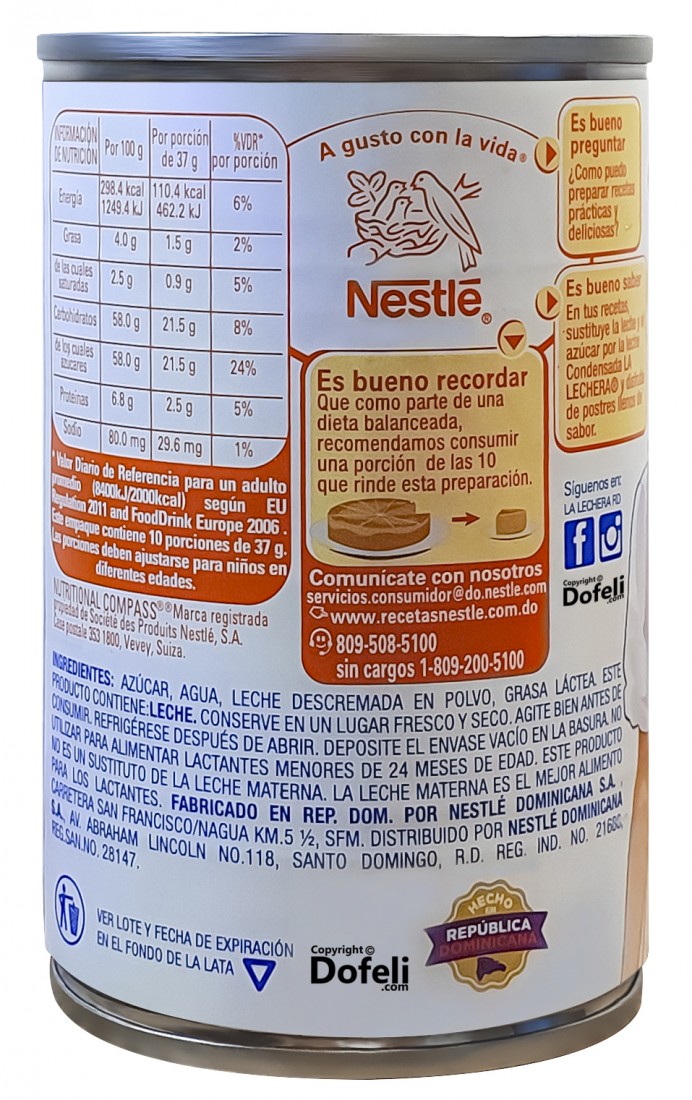 INFORMACIÓN DE NUTRICIÓN | Por 100 g | Por porción de 37 g | %VDR* por porción
Energía | 298.4 kcal 1249.4 kJ | 110.4 kcal 462.2 kJ | 6%
Grasa | 4.0 g | 1.5 g | 2%
de las cuales saturadas | 2.5 g | 0.9 g | 5%
Carbohidratos | 58.0 g | 21.5 g | 8%
de los cuales azucares | 58.0 g | 21.5 g | 24%
Proteínas | 6.8 g | 2.5 g | 5%
Sodio | 80.0 mg | 29.6 mg | 1%
* Valor Diario de Referencia para un adulto
promedio (8400kJ/2000kcal) según EU
Regulation 2011 and FoodDrink Europe 2006.
Este empaque contiene 10 porciones de 37 g.
Las porciones deben ajustarse para niños en
diferentes edades.
NUTRITIONAL COMPASS®® Marca registrada
propiedad de Société des Produits Nestlé, S.A.
Case postale 353 1800, Vevey, Suiza.
A gusto con la vida®
Nestlé®
Es bueno
preguntar
¿Como puedo
preparar recetas
prácticas y
deliciosas?
Es bueno saber
En tus recetas,
sustituye la leche y el
azúcar por la leche
Condensada LA
LECHERA® y disfruta
de postres llenos de
sabor.
Es bueno recordar
Que como parte de una
dieta balanceada,
recomendamos consumir
una porción de las 10
que rinde esta preparación.
Comunícate con nosotros
servicios.consumidor@do.nestle.com
www.recetasnestle.com.do
809-508-5100
sin cargos 1-809-200-5100
Síguenos en:
LA LECHERA RD
f
Copyright ©
Dofeli
.com
INGREDIENTES: AZÚCAR, AGUA, LECHE DESCREMADA EN POLVO, GRASA LÁCTEA. ESTE
PRODUCTO CONTIENE:LECHE. CONSERVE EN UN LUGAR FRESCO Y SECO. AGITE BIEN ANTES DE
CONSUMIR. REFRIGÉRESE DESPUÉS DE ABRIR. DEPOSITE EL ENVASE VACÍO EN LA BASURA. NO
UTILIZAR PARA ALIMENTAR LACTANTES MENORES DE 24 MESES DE EDAD. ESTE PRODUCTO
NO ES UN SUSTITUTO DE LA LECHE MATERNA. LA LECHE MATERNA ES EL MEJOR ALIMENTO
PARA LOS LACTANTES. FABRICADO EN REP. DOM. POR NESTLÉ DOMINICANA S.A.,
CARRETERA SAN FRANCISCO/NAGUA KM.5 ½, SFM. DISTRIBUIDO POR NESTLÉ DOMINICANA
S.A., AV. ABRAHAM LINCOLN NO.118, SANTO DOMINGO, R.D. REG. IND. NO. 21680,
REG.SAN.NO. 28147.
VER LOTE Y FECHA DE EXPIRACIÓN
EN EL FONDO DE LA LATA
Copyright ©
Dofeli
.com
HECHO
EN
REPÚBLICA
DOMINICANA